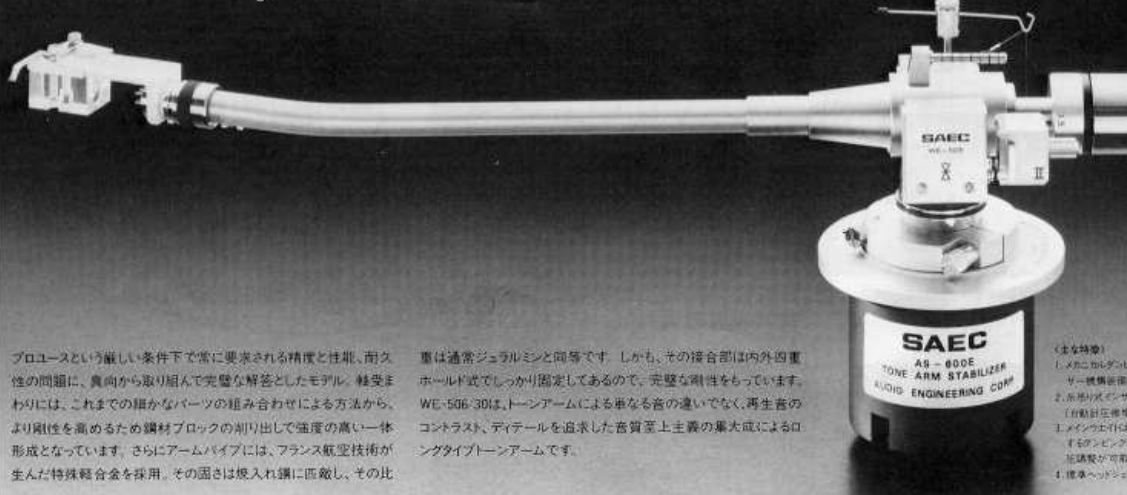 SAEC
WE-506
II
SAEC
AS-600E
TONE ARM STABILIZER
AUDIO ENGINEERING CORP
プロユースという厳しい条件下で常に要求される精度と性能、耐久
性の問題に、真向から取り組んで完璧な解答としたモデル。軸受ま
わりには、これまでの細かなパーツの組み合わせによる方法から、
より剛性を高めるため鋼材ブロックの削り出しで強度の高い一体
形成となっています。さらにアームパイプには、フランス航空技術が
生んだ特殊軽合金を採用。その固さは焼入れ鋼に匹敵し、その比
重は通常ジュラルミンと同等です。しかも、その接合部は内外四重
ホールド式でしっかり固定してあるので、完璧な剛性をもっています。
WE-506/30は、トーンアームによる単なる音の違いでなく、再生音の
コントラスト、ディテールを追求した音質至上主義の集大成によるロ
ングタイプトーンアームです。
〈主な特徴〉